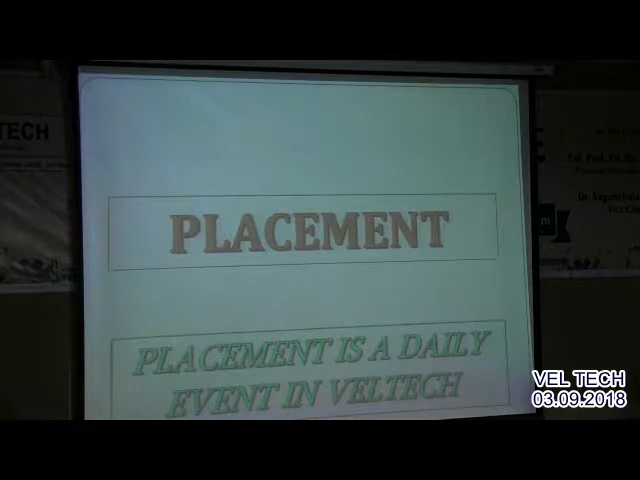 TECH
PLACEMENT
PLACEMENT IS A DAILY
EVENT IN VELTECH
VEL TECH
03.09.2018